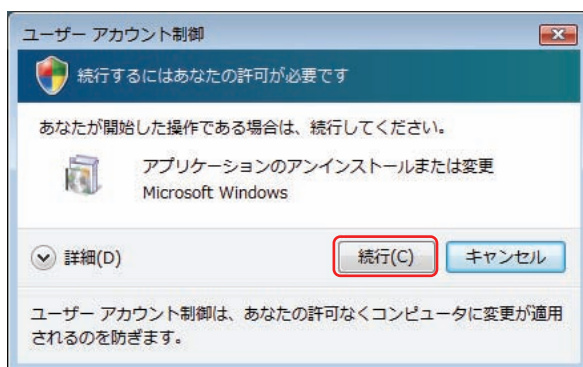 ユーザー アカウント制御
続行するにはあなたの許可が必要です
あなたが開始した操作である場合は、続行してください。
アプリケーションのアンインストールまたは変更
Microsoft Windows
詳細(D)
続行(C)
キャンセル
ユーザー アカウント制御は、あなたの許可なくコンピュータに変更が適用
されるのを防ぎます。